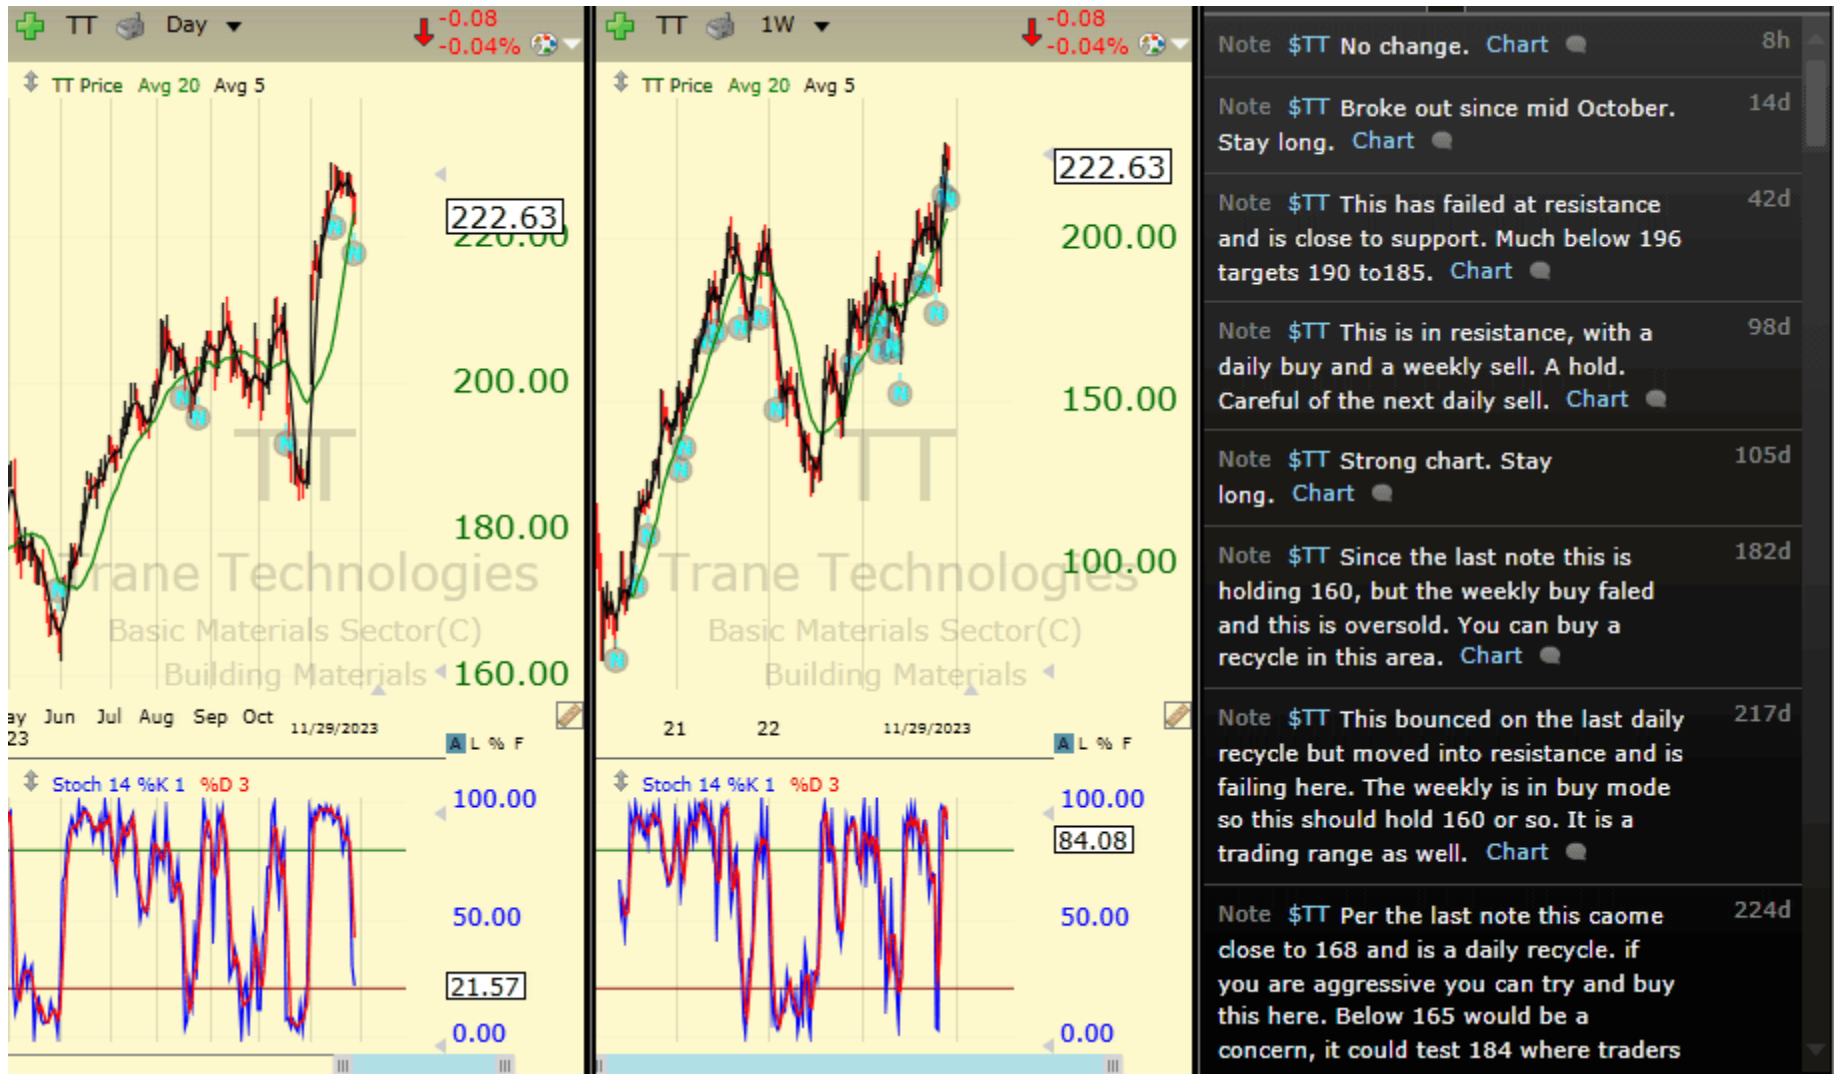 TT Day
-0.08
-0.04%
TT Price Avg 20 Avg 5
222.63
220.00
200.00
180.00
160.00
TT
Trane Technologies
Basic Materials Sector(C)
Building Materials
ay Jun Jul Aug Sep Oct 11/29/2023
23
A L % F
Stoch 14 %K 1 %D 3
100.00
50.00
21.57
0.00
TT 1W
-0.08
-0.04%
TT Price Avg 20 Avg 5
222.63
200.00
150.00
100.00
TT
Trane Technologies
Basic Materials Sector(C)
Building Materials
21 22 11/29/2023
A L % F
Stoch 14 %K 1 %D 3
100.00
84.08
50.00
0.00
Note $TT No change. Chart 8h
Note $TT Broke out since mid October. 14d
Stay long. Chart
Note $TT This has failed at resistance 42d
and is close to support. Much below 196
targets 190 to185. Chart
Note $TT This is in resistance, with a 98d
daily buy and a weekly sell. A hold.
Careful of the next daily sell. Chart
Note $TT Strong chart. Stay 105d
long. Chart
Note $TT Since the last note this is 182d
holding 160, but the weekly buy faled
and this is oversold. You can buy a
recycle in this area. Chart
Note $TT This bounced on the last daily 217d
recycle but moved into resistance and is
failing here. The weekly is in buy mode
so this should hold 160 or so. It is a
trading range as well. Chart
Note $TT Per the last note this caome 224d
close to 168 and is a daily recycle. if
you are aggressive you can try and buy
this here. Below 165 would be a
concern, it could test 184 where traders